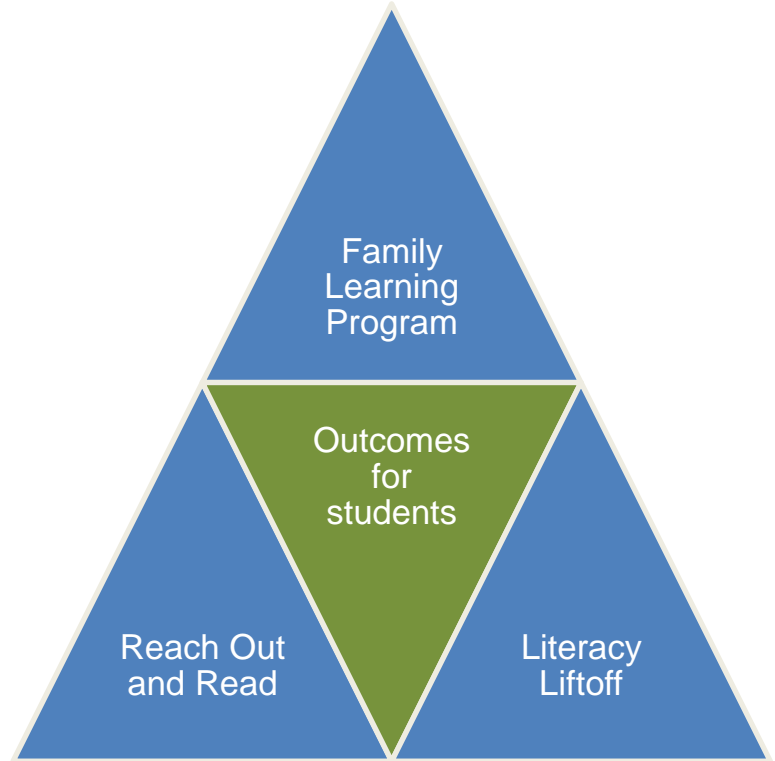 Family
Learning
Program
Outcomes
for
students
Reach Out
and Read
Literacy
Liftoff